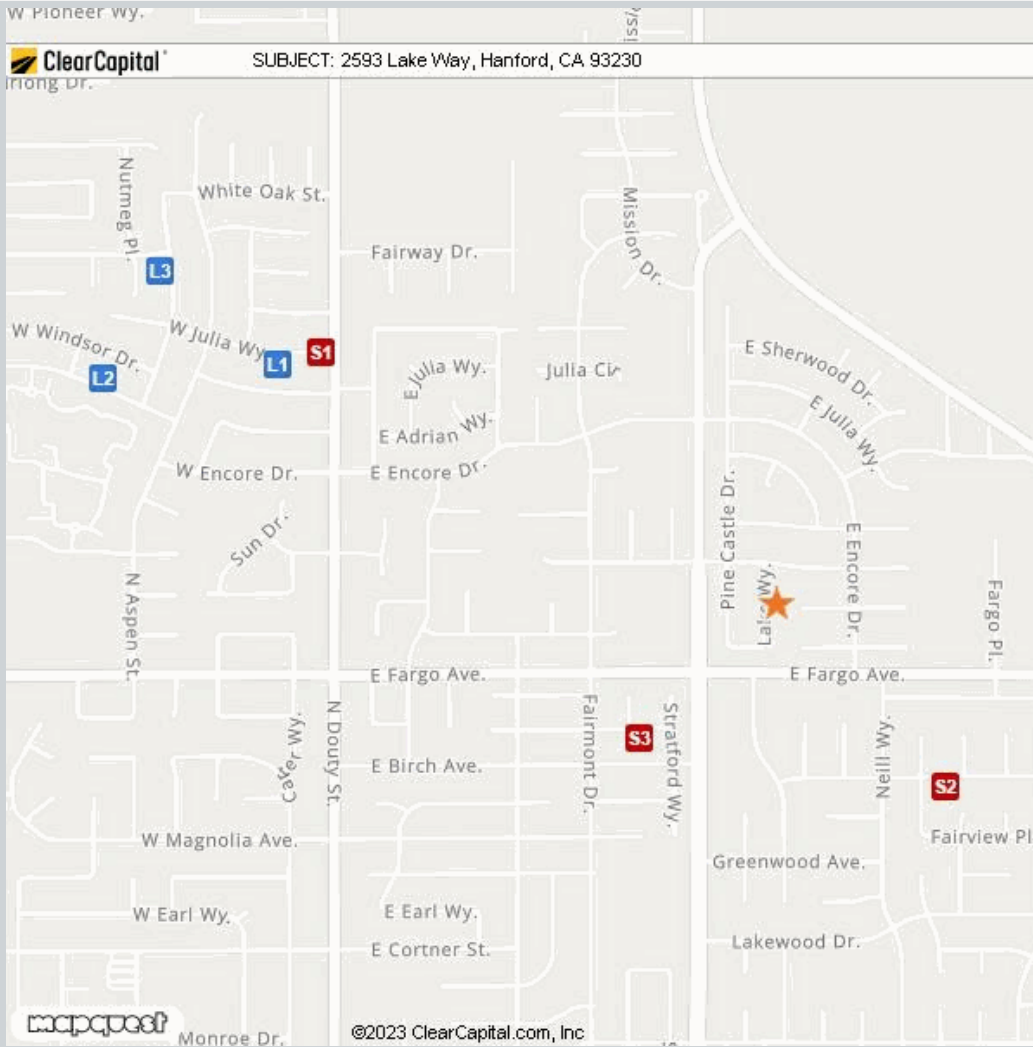 W Pioneer Wy.
ClearCapital
SUBJECT: 2593 Lake Way, Hanford, CA 93230
Dr.
Nutmeg Pl.
White Oak St.
Mission Dr.
Fairway Dr.
L3
W Windsor Dr.
W Julia Wy.
S1
L1
L2
E Julia Wy.
Julia Cir
E Sherwood Dr.
E Julia Wy.
E Adrian Wy.
W Encore Dr.
E Encore Dr.
Sun Dr.
Pine Castle Dr.
E Encore Dr.
N Aspen St.
Wy.
Fargo Pl.
E Fargo Ave.
E Fargo Ave.
Wy.
N Douty St.
Fairmont Dr.
S3
Stratford Wy.
Neill Wy.
E Birch Ave.
S2
W Magnolia Ave.
Fairview Pl
Greenwood Ave.
W Earl Wy.
E Earl Wy.
E Cortner St.
Lakewood Dr.
mapquest
Monroe Dr.
©2023 ClearCapital.com, Inc